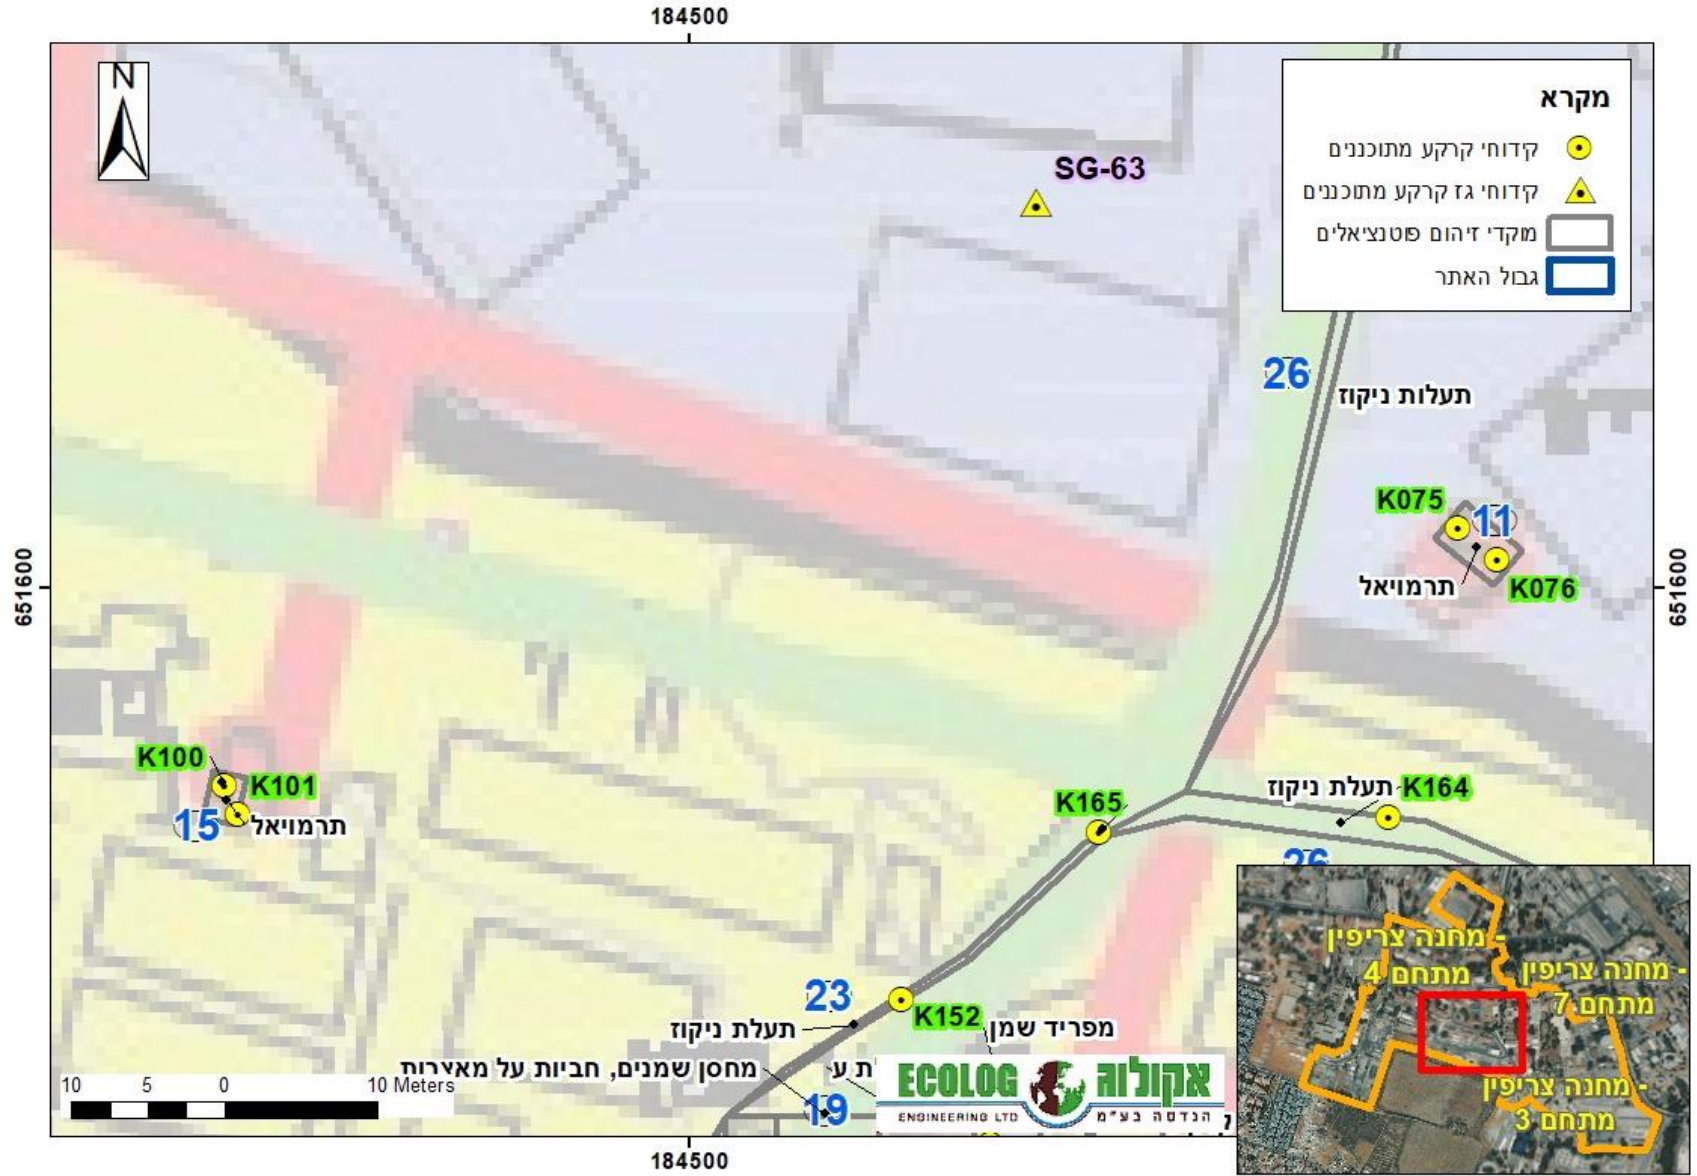 184500
N
מקרא
קידוחי קרקע מתוכננים
קידוחי גז קרקע מתוכננים
מוקדי זיהום פוטנציאלים
גבול האתר
SG-63
26
תעלות ניקוז
K075
11
651600
651600
תרמויאל
K076
K100
K101
15
תרמויאל
K165
תעלת ניקוז
K164
26
23
K152
תעלת ניקוז
מפריד שמן
מחסן שמנים, חביות על מאצרות
ת ע
19
10 5 0 10 Meters
ECOLOG אקולוג
ENGINEERING LTD הנדסה בע"מ
מחנה צריפין -
מתחם 4
מחנה צריפין -
מתחם 7
מחנה צריפין -
מתחם 3
184500